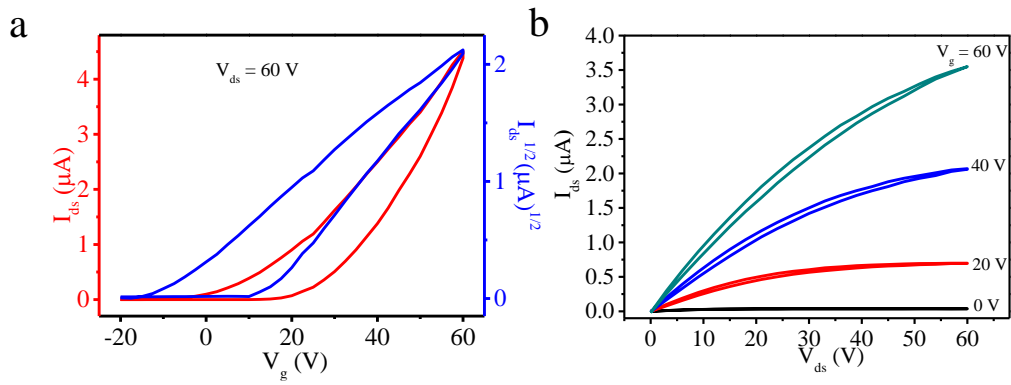 a
V_ds = 60 V
I_ds (μA)
4
3
2
1
0
-20
0
20
40
60
V_g (V)
2
1
0
I_ds^1/2 (μA)^1/2
b
V_g = 60 V
40 V
20 V
0 V
I_ds (μA)
4.0
3.5
3.0
2.5
2.0
1.5
1.0
0.5
0.0
0
10
20
30
40
50
60
V_ds (V)